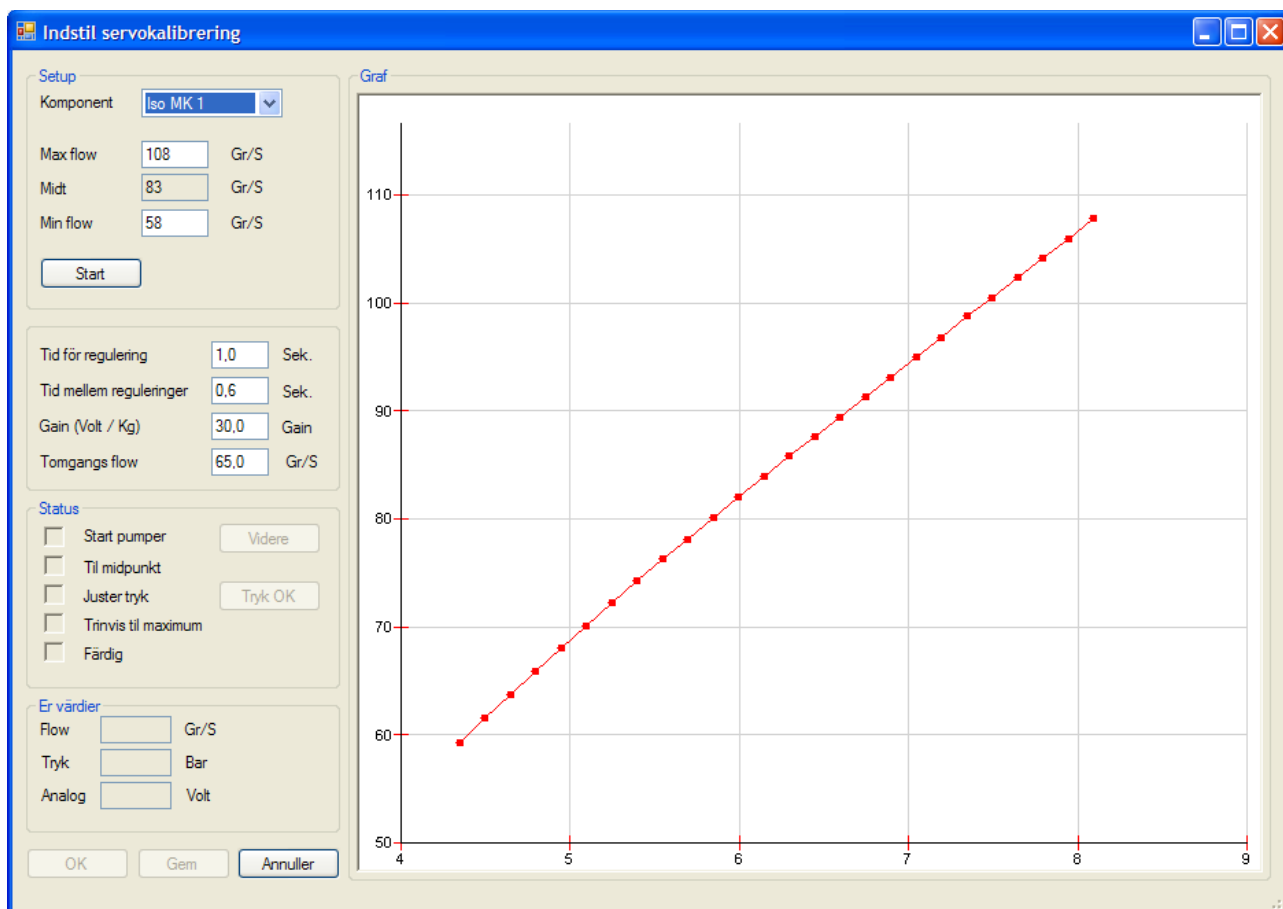 Indstil servokalibrering
Setup
Komponent Iso MK 1
Max flow 108 Gr/S
Midt 83 Gr/S
Min flow 58 Gr/S
Start
Tid för regulering 1,0 Sek.
Tid mellem reguleringer 0,6 Sek.
Gain (Volt / Kg) 30,0 Gain
Tomgangs flow 65,0 Gr/S
Status
Start pumper Videre
Til midpunkt
Juster tryk Tryk OK
Trinvis til maximum
Färdig
Er värdier
Flow Gr/S
Tryk Bar
Analog Volt
OK Gem Annuller
Graf
110
100
90
80
70
60
50
4 5 6 7 8 9